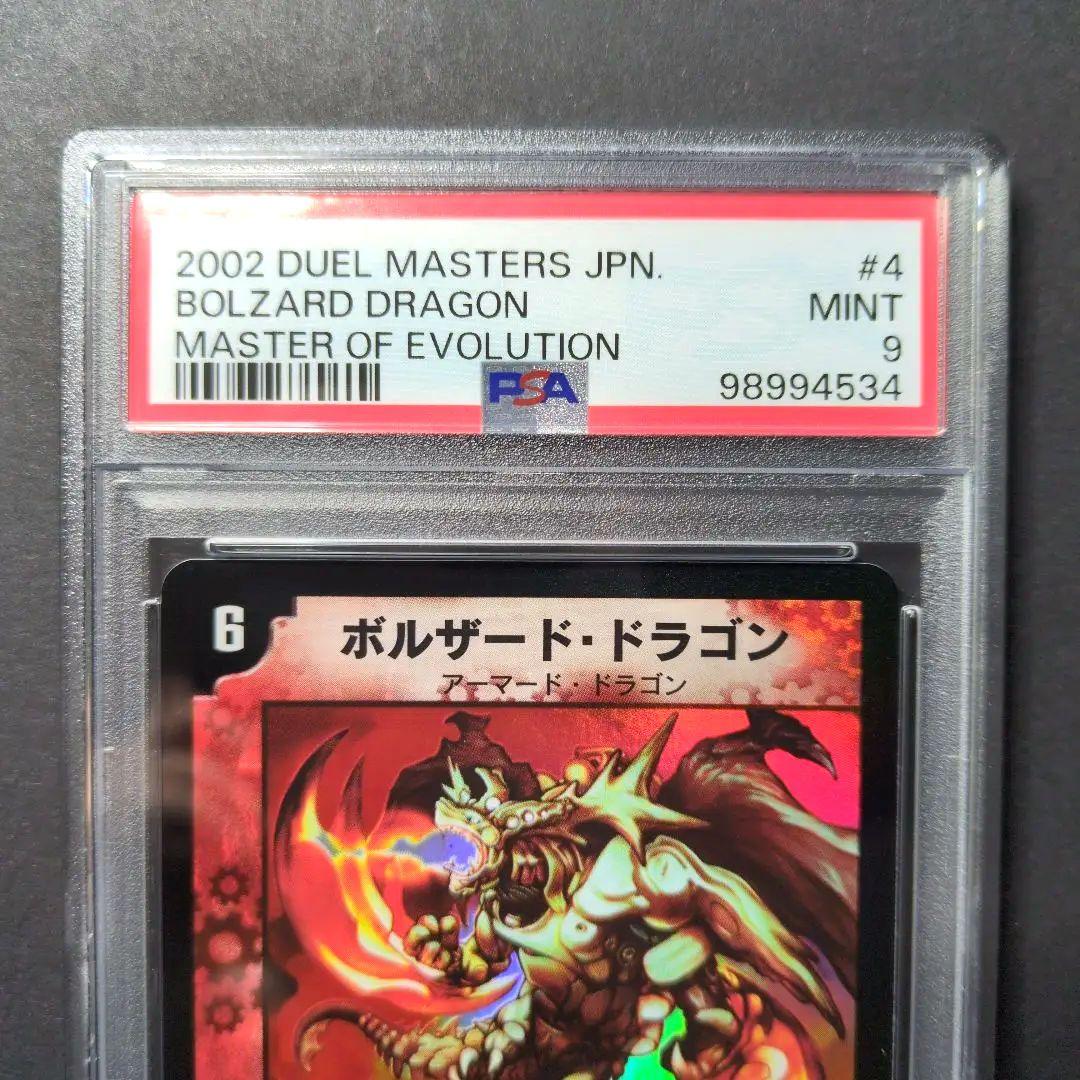 2002 DUEL MASTERS JPN. #4
BOLZARD DRAGON MINT
MASTER OF EVOLUTION 9
PSA 98994534
6 ボルザード・ドラゴン
アーマード・ドラゴン